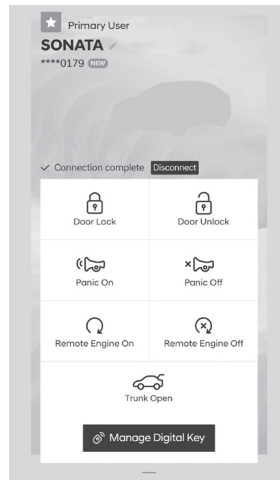 Primary User
SONATA
****0179 NEW
Connection complete Disconnect
Door Lock
Door Unlock
Panic On
Panic Off
Remote Engine On
Remote Engine Off
Trunk Open
Manage Digital Key